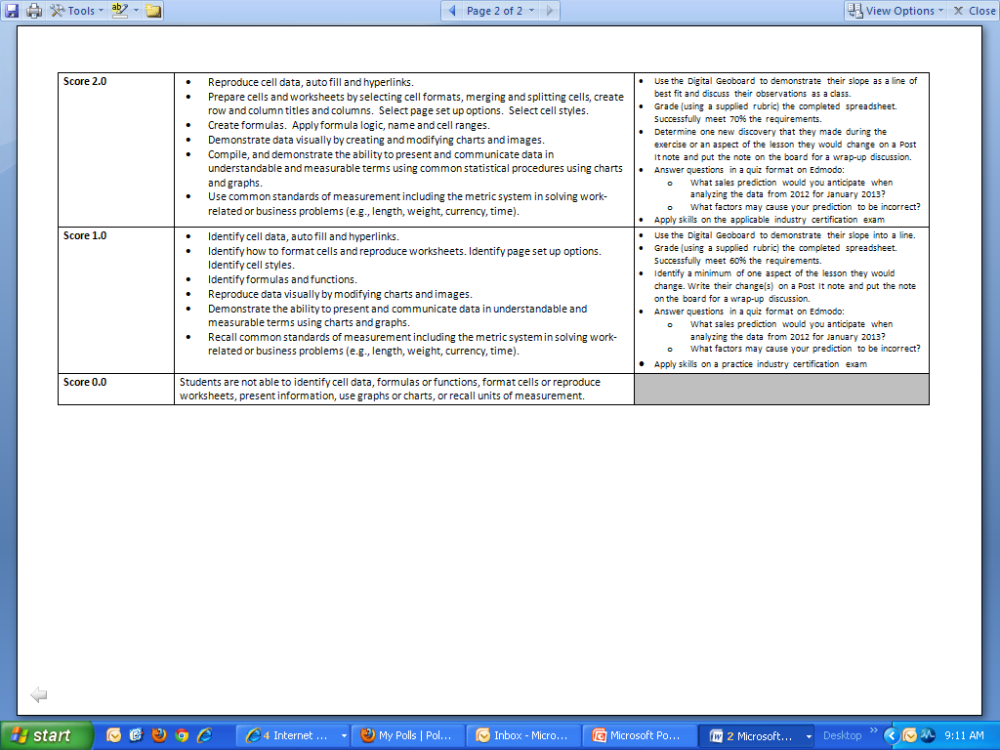 Tools
Page 2 of 2
View Options
Close
Score 2.0
• Reproduce cell data, auto fill and hyperlinks.
• Prepare cells and worksheets by selecting cell formats, merging and splitting cells, create
row and column titles and columns. Select page set up options. Select cell styles.
• Create formulas. Apply formula logic, name and cell ranges.
• Demonstrate data visually by creating and modifying charts and images.
• Compile, and demonstrate the ability to present and communicate data in
understandable and measurable terms using common statistical procedures using charts
and graphs.
• Use common standards of measurement including the metric system in solving work-
related or business problems (e.g., length, weight, currency, time).
• Use the Digital Geoboard to demonstrate their slope as a line of
best fit and discuss their observations as a class.
• Grade (using a supplied rubric) the completed spreadsheet.
Successfully meet 70% the requirements.
• Determine one new discovery that they made during the
exercise or an aspect of the lesson they would change on a Post
It note and put the note on the board for a wrap-up discussion.
• Answer questions in a quiz format on Edmodo:
o What sales prediction would you anticipate when
analyzing the data from 2012 for January 2013?
o What factors may cause your prediction to be incorrect?
• Apply skills on the applicable industry certification exam
Score 1.0
• Identify cell data, auto fill and hyperlinks.
• Identify how to format cells and reproduce worksheets. Identify page set up options.
Identify cell styles.
• Identify formulas and functions.
• Reproduce data visually by modifying charts and images.
• Demonstrate the ability to present and communicate data in understandable and
measurable terms using charts and graphs.
• Recall common standards of measurement including the metric system in solving work-
related or business problems (e.g., length, weight, currency, time).
• Use the Digital Geoboard to demonstrate their slope into a line.
• Grade (using a supplied rubric) the completed spreadsheet.
Successfully meet 60% the requirements.
• Identify a minimum of one aspect of the lesson they would
change. Write their change(s) on a Post It note and put the note
on the board for a wrap-up discussion.
• Answer questions in a quiz format on Edmodo:
o What sales prediction would you anticipate when
analyzing the data from 2012 for January 2013?
o What factors may cause your prediction to be incorrect?
• Apply skills on a practice industry certification exam
Score 0.0
Students are not able to identify cell data, formulas or functions, format cells or reproduce
worksheets, present information, use graphs or charts, or recall units of measurement.
start
4 Internet ...
My Polls | Pol...
Inbox - Micro...
Microsoft Po...
2 Microsoft...
Desktop
9:11 AM